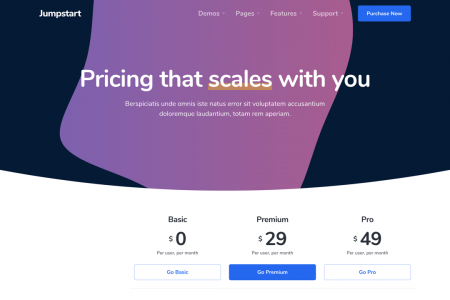 Jumpstart Demos Pages Features Support Purchase Now
Pricing that scales with you
Berspiciatis unde omnis iste natus error sit voluptatem accusantium
doloremque laudantium, totam rem aperiam.
Basic Premium Pro
$ 0 $ 29 $ 49
Per user, per month Per user, per month Per user, per month
Go Basic Go Premium Go Pro